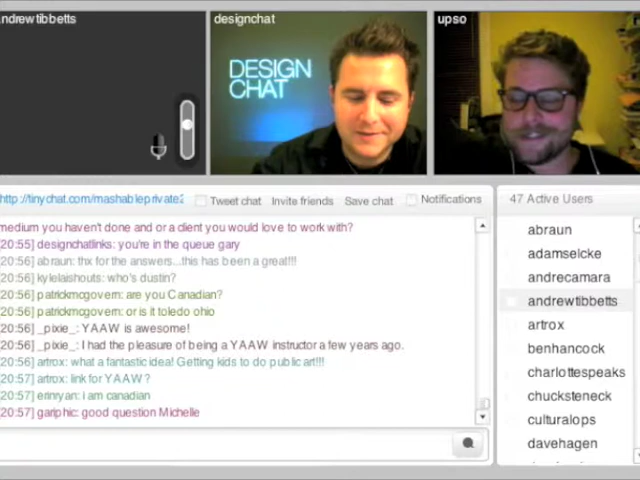 andrewtibbetts
designchat
upso
DESIGN
CHAT
http://tinychat.com/mashableprivate2
Tweet chat
Invite friends
Save chat
Notifications
47 Active Users
medium you haven't done and or a client you would love to work with?
[20:55] designchatlinks: you're in the queue gary
[20:56] abraun: thx for the answers...this has been a great!!!
[20:56] kylelaishouts: who's dustin?
[20:56] patrickmcgovern: are you Canadian?
[20:56] patrickmcgovern: or is it toledo ohio
[20:56] _pixie_: YAAW is awesome!
[20:56] _pixie_: I had the pleasure of being a YAAW instructor a few years ago.
[20:56] artrox: what a fantastic idea! Getting kids to do public art!!!
[20:57] artrox: link for YAAW?
[20:57] erinryan: i am canadian
[20:57] gariphic: good question Michelle
abraun
adamselcke
andrecamara
andrewtibbetts
artrox
benhancock
charlottespeaks
chucksteneck
culturalops
davehagen